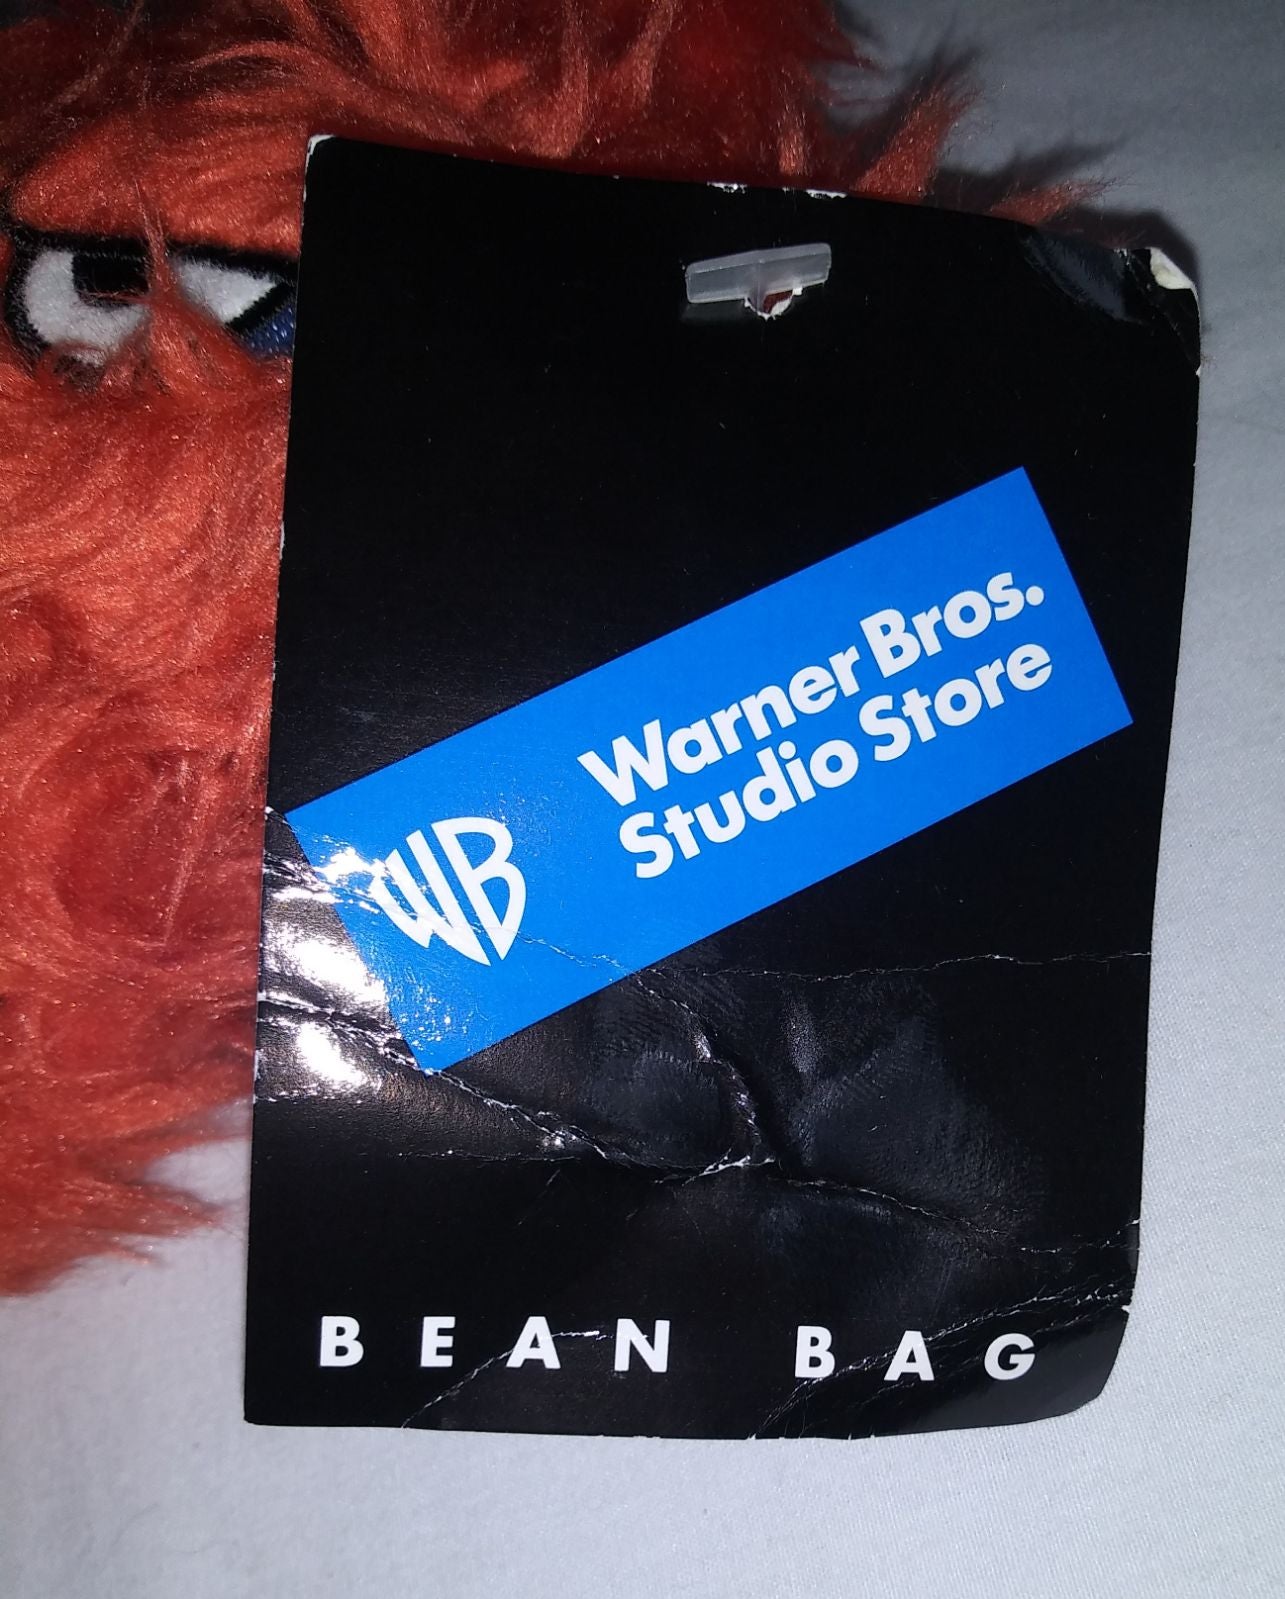 WB
Warner Bros.
Studio Store
BEAN BAG